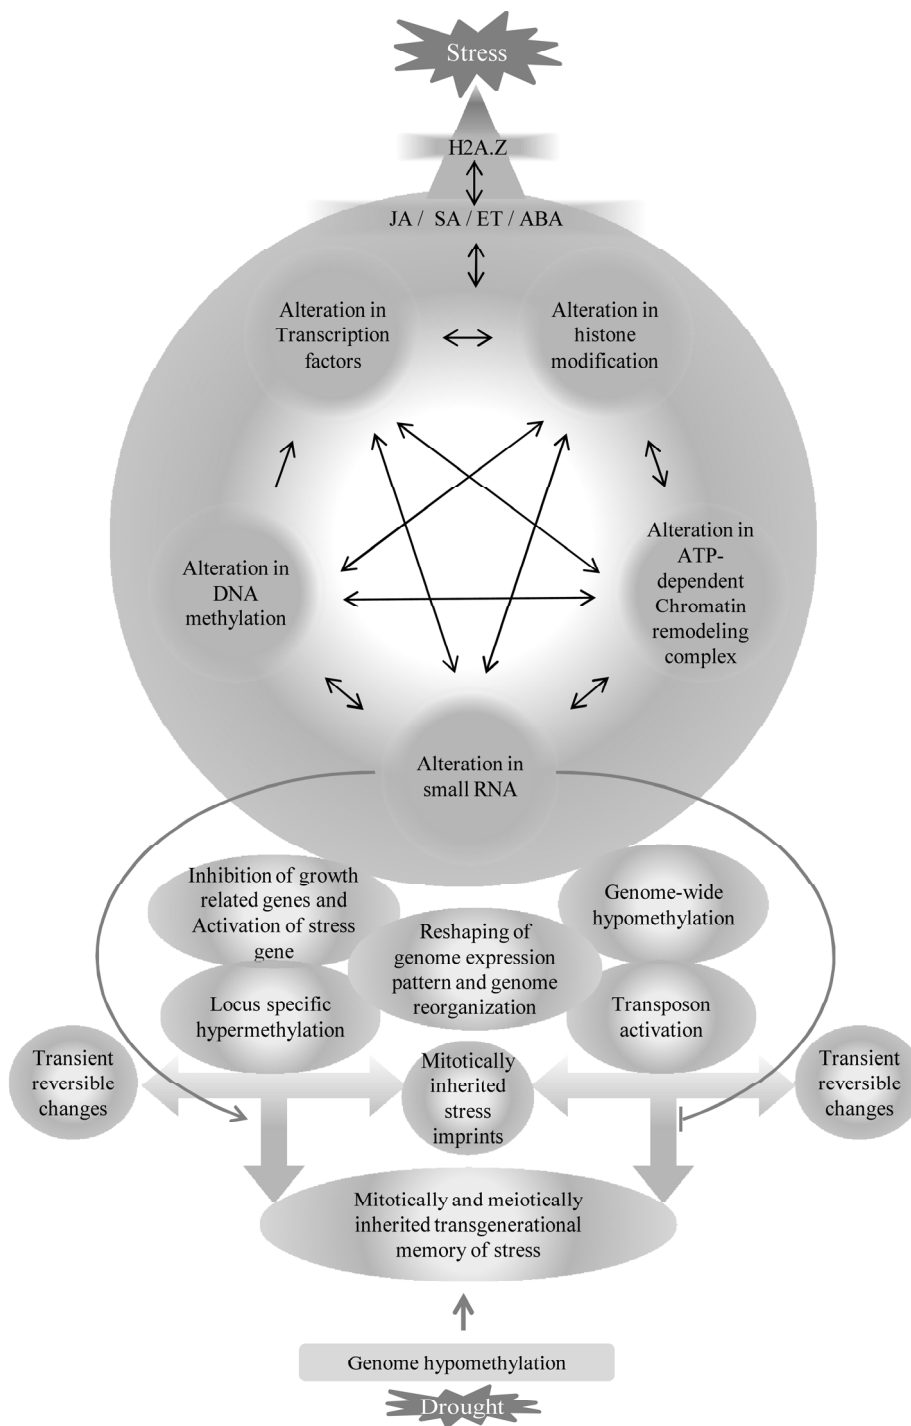 Stress
H2A.Z
JA / SA / ET / ABA
Alteration in
Transcription
factors
Alteration in
histone
modification
Alteration in
DNA
methylation
Alteration in
ATP-
dependent
Chromatin
remodeling
complex
Alteration in
small RNA
Inhibition of growth
related genes and
Activation of stress
gene
Genome-wide
hypomethylation
Reshaping of
genome expression
pattern and genome
reorganization
Locus specific
hypermethylation
Transposon
activation
Transient
reversible
changes
Mitotically
inherited
stress
imprints
Transient
reversible
changes
Mitotically and meiotically
inherited transgenerational
memory of stress
Genome hypomethylation
Drought